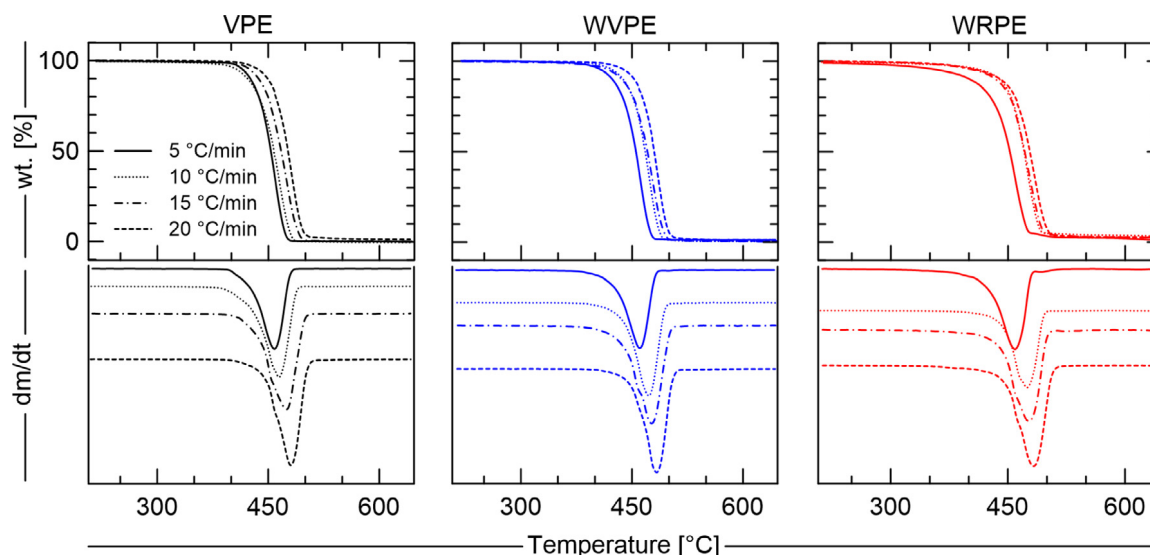 VPE WVPE WRPE
wt. [%]
100
50
0
5 °C/min
10 °C/min
15 °C/min
20 °C/min
dm/dt
300 450 600 300 450 600 300 450 600
Temperature [°C]